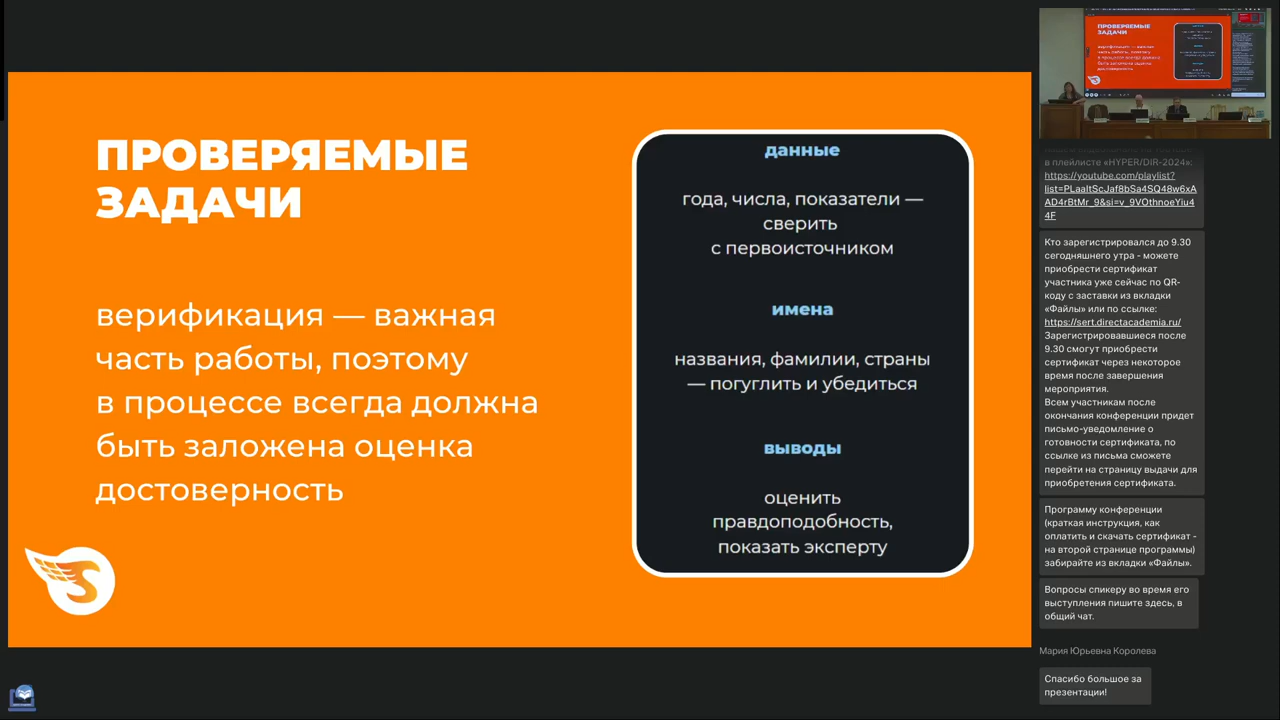 ПРОВЕРЯЕМЫЕ
ЗАДАЧИ
верификация — важная
часть работы, поэтому
в процессе всегда должна
быть заложена оценка
достоверность
данные
года, числа, показатели —
сверить
с первоисточником
имена
названия, фамилии, страны
— погуглить и убедиться
выводы
оценить
правдоподобность,
показать эксперту
в плейлисте «HYPER/DIR-2024»:
https://youtube.com/playlist?
list=PLaaltScJaf8bSa4SQ48w6xA
AD4rBtMr_9&si=v_9VOthnoeYiu4
4F
Кто зарегистрировался до 9.30
сегодняшнего утра - можете
приобрести сертификат
участника уже сейчас по QR-
коду с заставки из вкладки
«Файлы» или по ссылке:
https://sert.directacademia.ru/
Зарегистрировавшиеся после
9.30 смогут приобрести
сертификат через некоторое
время после завершения
мероприятия.
Всем участникам после
окончания конференции придет
письмо-уведомление о
готовности сертификата, по
ссылке из письма сможете
перейти на страницу выдачи для
приобретения сертификата.
Программу конференции
(краткая инструкция, как
оплатить и скачать сертификат -
на второй странице программы)
забирайте из вкладки «Файлы».
Вопросы спикеру во время его
выступления пишите здесь, в
общий чат.
Мария Юрьевна Королева
Спасибо большое за
презентации!